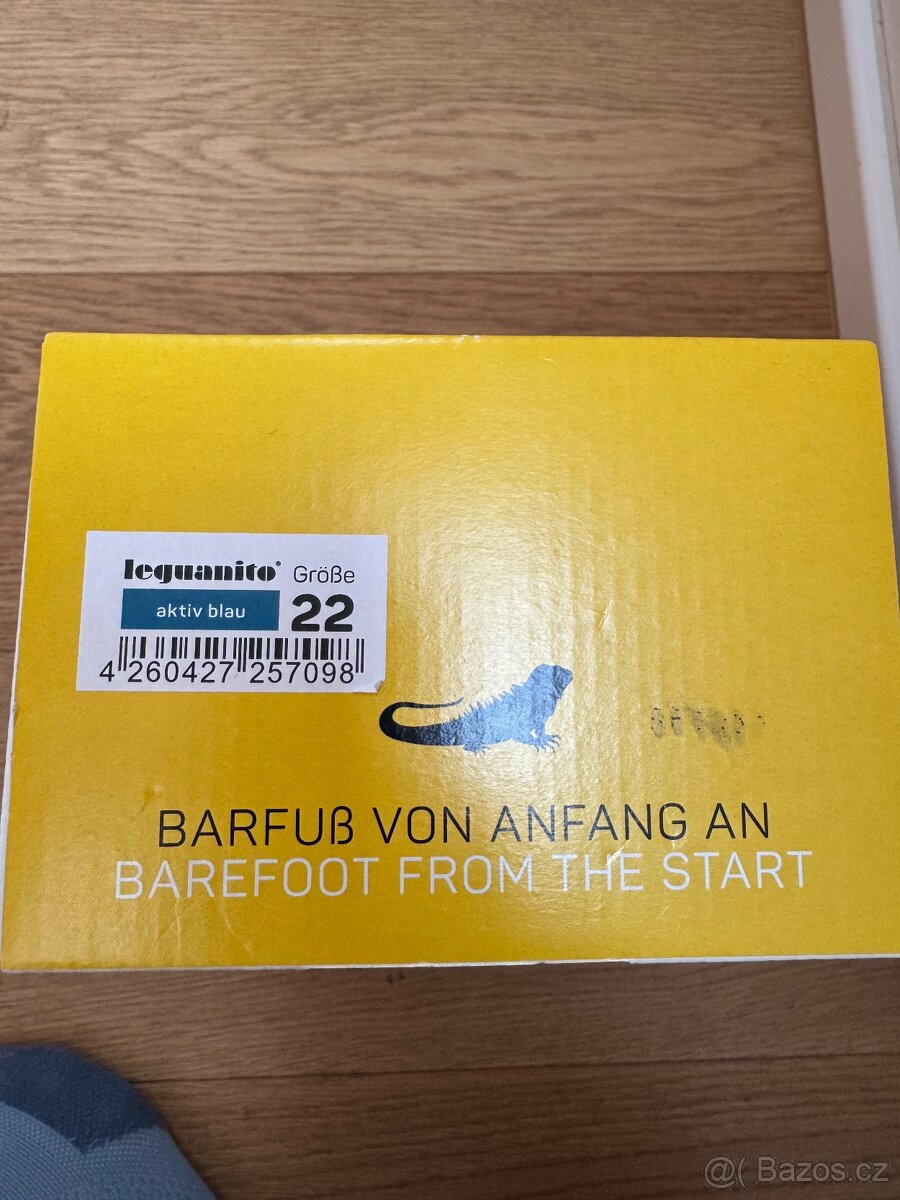 leguanito® Größe
aktiv blau 22
4 260427 257098
BARFUß VON ANFANG AN
BAREFOOT FROM THE START
@( Bazos.cz